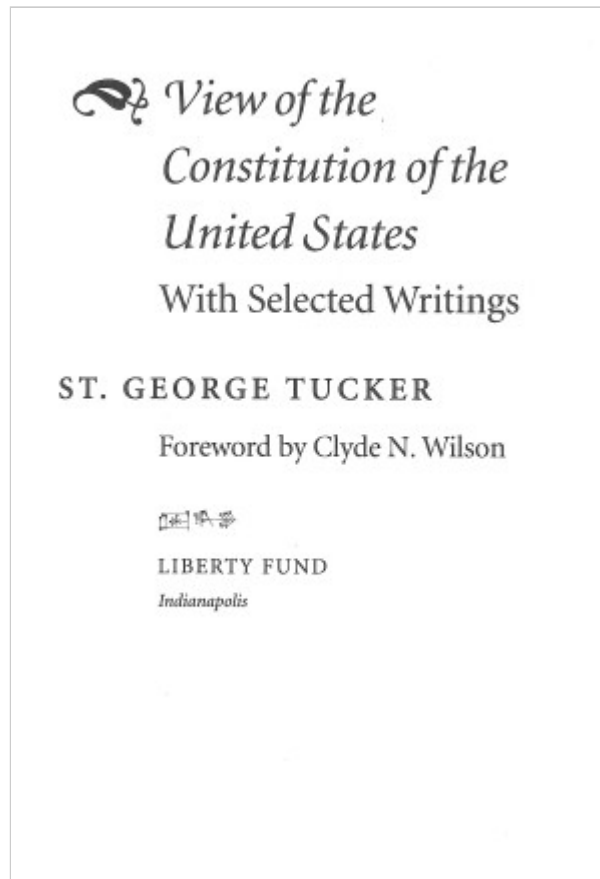 View of the
Constitution of the
United States
With Selected Writings
ST. GEORGE TUCKER
Foreword by Clyde N. Wilson
LIBERTY FUND
Indianapolis